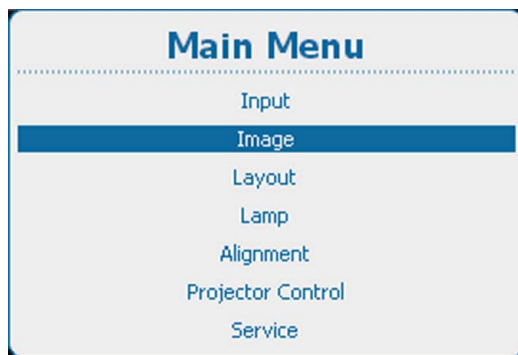 Main Menu
Input
Image
Layout
Lamp
Alignment
Projector Control
Service